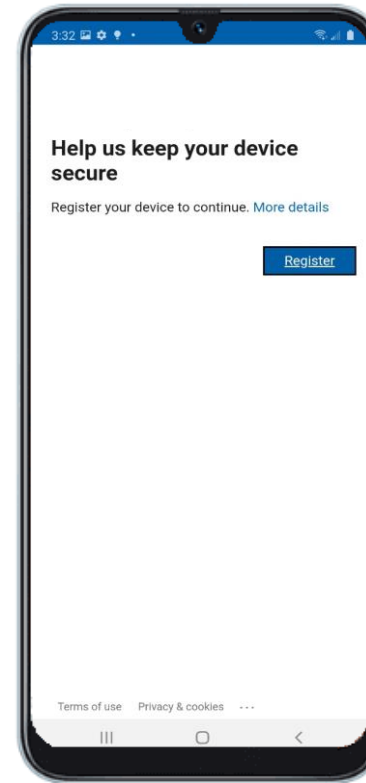 3:32
Help us keep your device
secure
Register your device to continue. More details
Register
Terms of use Privacy & cookies ...